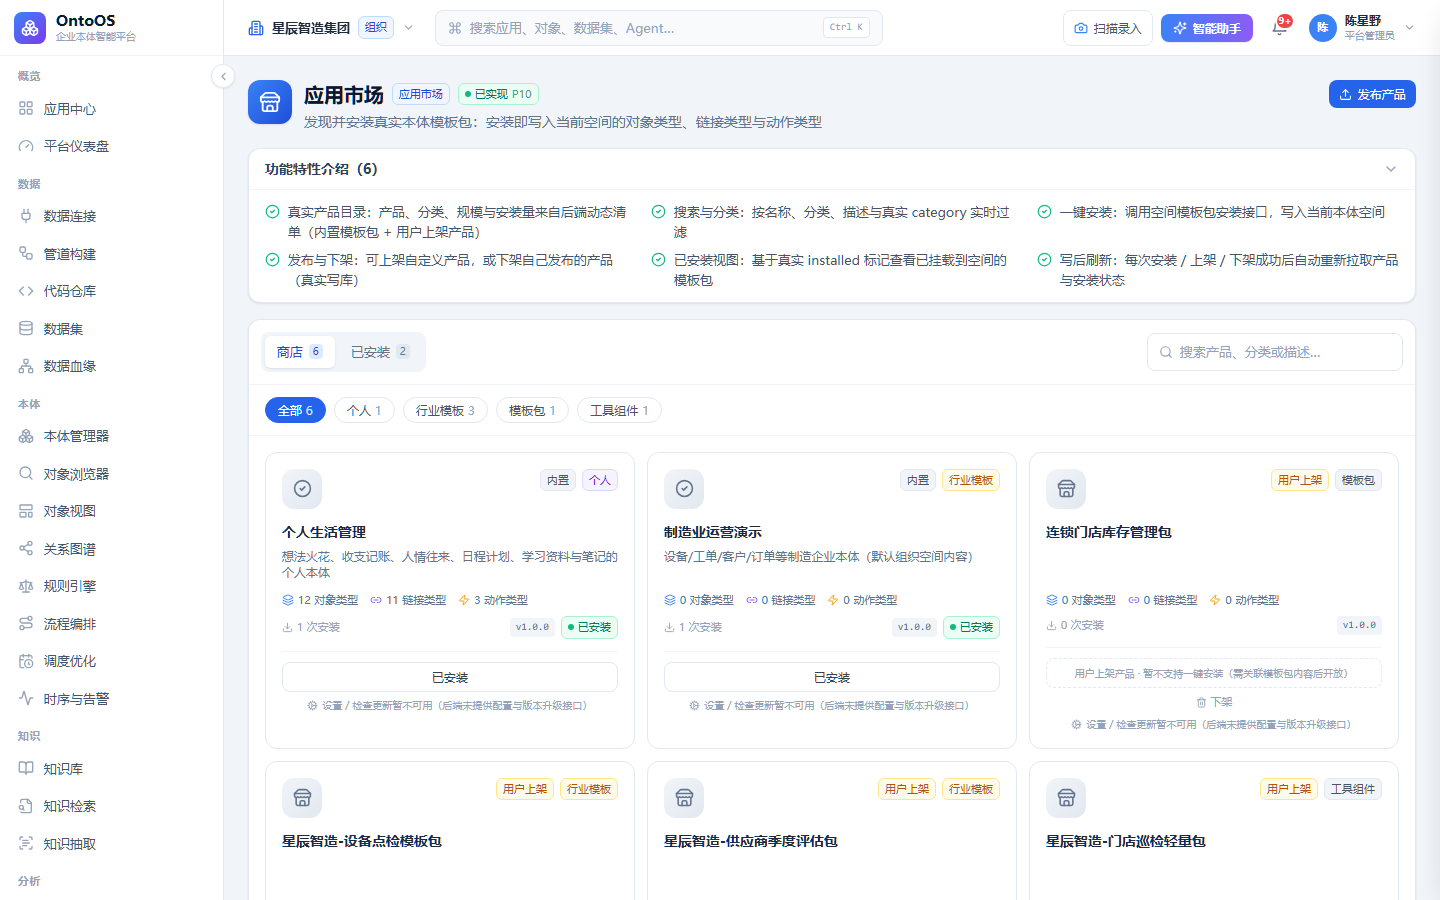 OntoOS
企业本体智能平台
星辰智造集团 组织
搜索应用、对象、数据集、Agent... Ctrl K
扫描录入
智能助手
9+
陈
陈星野
平台管理员
概览
应用中心
平台仪表盘
数据
数据连接
管道构建
代码仓库
数据集
数据血缘
本体
本体管理器
对象浏览器
对象视图
关系图谱
规则引擎
流程编排
调度优化
时序与告警
知识
知识库
知识检索
知识抽取
分析
应用市场 应用市场 已实现 P10
发现并安装真实本体模板包：安装即写入当前空间的对象类型、链接类型与动作类型
发布产品
功能特性介绍（6）
真实产品目录：产品、分类、规模与安装量来自后端动态清
单（内置模板包 + 用户上架产品）
搜索与分类：按名称、分类、描述与真实 category 实时过
滤
一键安装：调用空间模板包安装接口，写入当前本体空间
发布与下架：可上架自定义产品，或下架自己发布的产品
（真实写库）
已安装视图：基于真实 installed 标记查看已挂载到空间的
模板包
写后刷新：每次安装 / 上架 / 下架成功后自动重新拉取产品
与安装状态
商店 6 已安装 2
搜索产品、分类或描述...
全部 6 个人 1 行业模板 3 模板包 1 工具组件 1
内置 个人
个人生活管理
想法火花、收支记账、人情往来、日程计划、学习资料与笔记的
个人本体
12 对象类型 11 链接类型 3 动作类型
1 次安装 v1.0.0 已安装
已安装
设置 / 检查更新暂不可用（后端未提供配置与版本升级接口）
内置 行业模板
制造业运营演示
设备/工单/客户/订单等制造企业本体（默认组织空间内容）
0 对象类型 0 链接类型 0 动作类型
1 次安装 v1.0.0 已安装
已安装
设置 / 检查更新暂不可用（后端未提供配置与版本升级接口）
用户上架 模板包
连锁门店库存管理包
0 对象类型 0 链接类型 0 动作类型
0 次安装 v1.0.0
用户上架产品 · 暂不支持一键安装（需关联模板包内容后开放）
下架
设置 / 检查更新暂不可用（后端未提供配置与版本升级接口）
用户上架 行业模板
星辰智造-设备点检模板包
用户上架 行业模板
星辰智造-供应商季度评估包
用户上架 工具组件
星辰智造-门店巡检轻量包